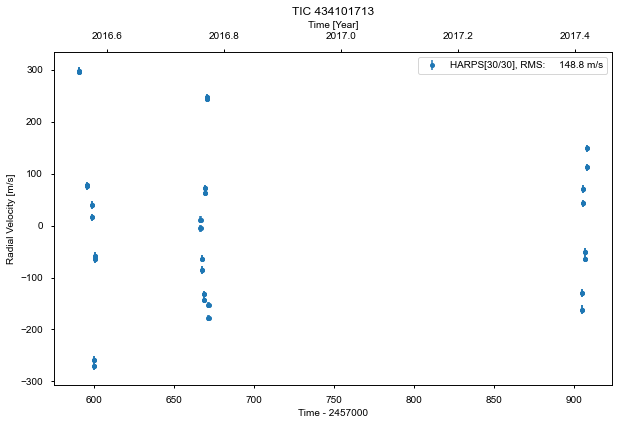 TIC 434101713
Time [Year]
2016.6 2016.8 2017.0 2017.2 2017.4
HARPS[30/30], RMS: 148.8 m/s
Radial Velocity [m/s]
300
200
100
0
−100
−200
−300
600 650 700 750 800 850 900
Time - 2457000